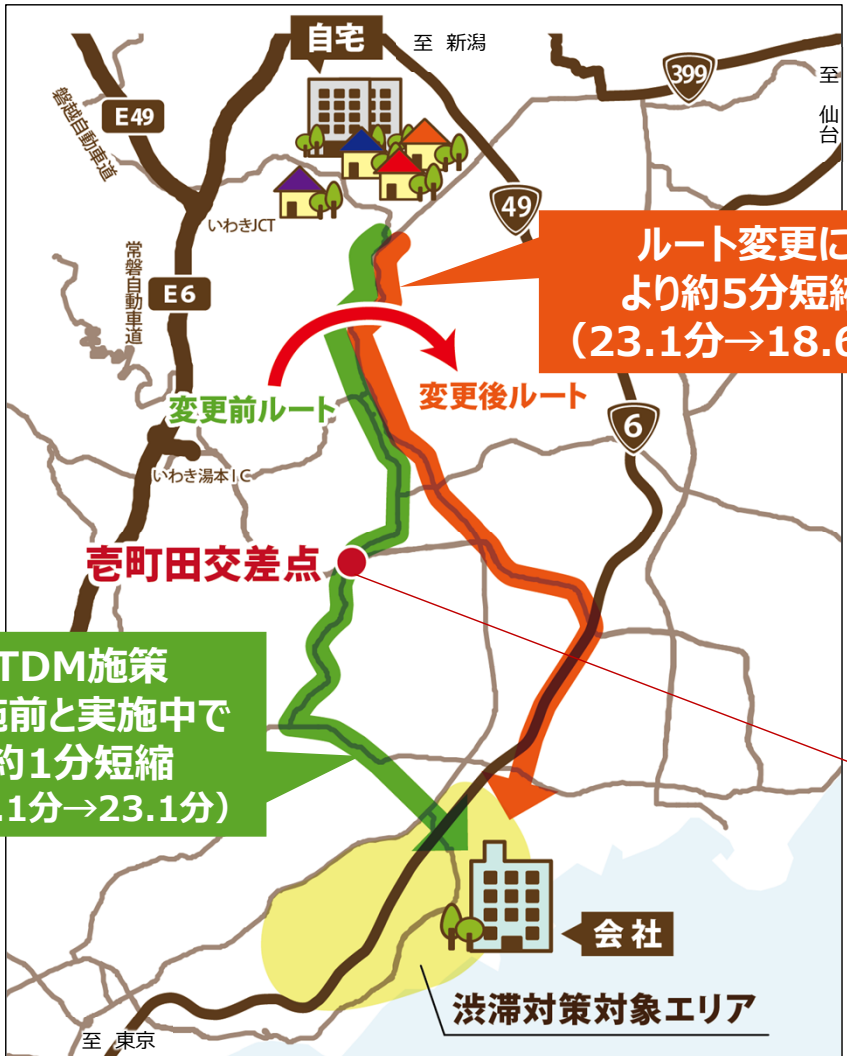 自宅
至 新潟
399
至 仙台
E49
磐越自動車道
49
いわきJCT
常磐自動車道
E6
ルート変更に
より約5分短縮
（23.1分→18.6
変更前ルート
変更後ルート
6
いわき湯本IC
壱町田交差点
TDM施策
施前と実施中で
約1分短縮
.1分→23.1分）
会社
渋滞対策対象エリア
至 東京